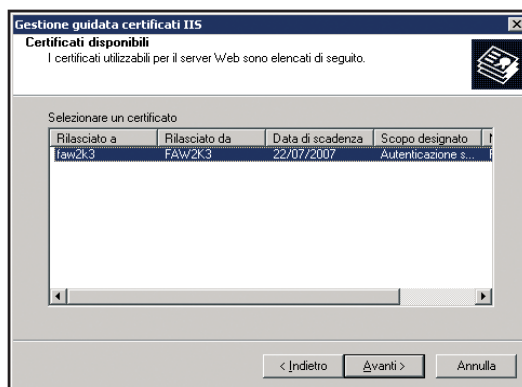 Gestione guidata certificati IIS
Certificati disponibili
I certificati utilizzabili per il server Web sono elencati di seguito.
Selezionare un certificato
Rilasciato a Rilasciato da Data di scadenza Scopo designato
faw2k3 FAW2K3 22/07/2007 Autenticazione s...
< Indietro Avanti > Annulla